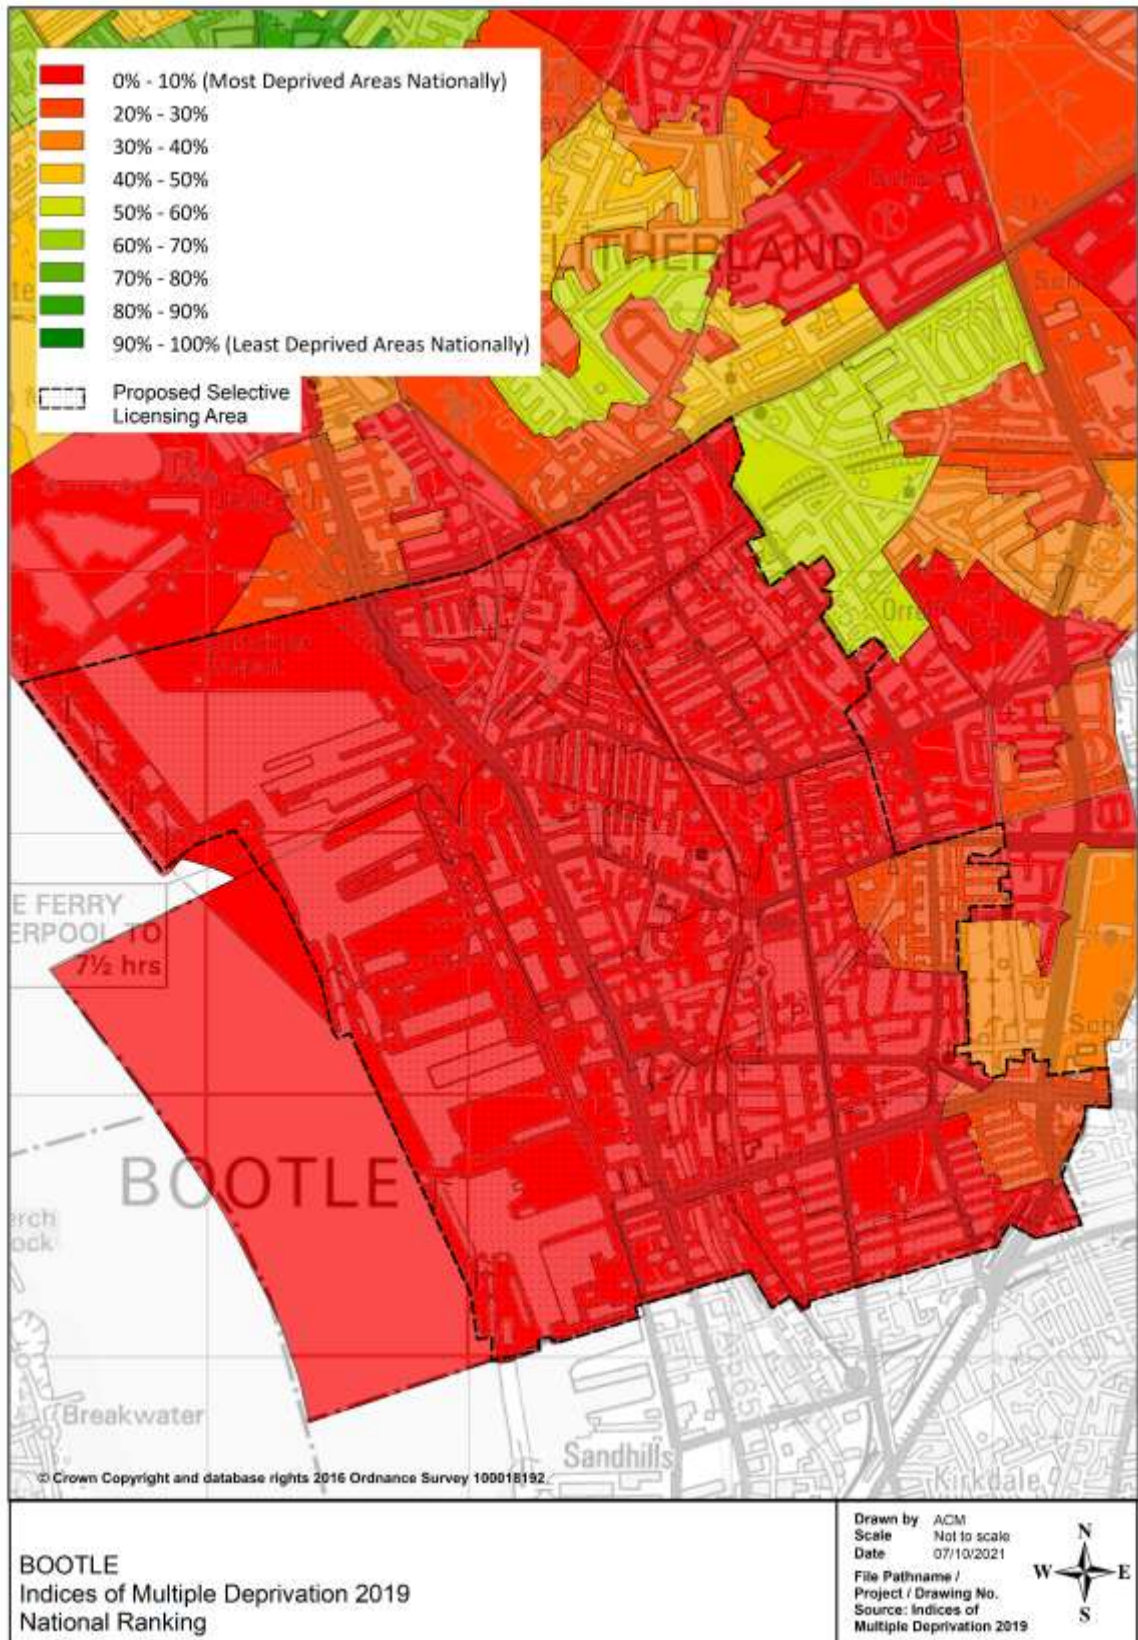 0% - 10% (Most Deprived Areas Nationally)
20% - 30%
30% - 40%
40% - 50%
50% - 60%
60% - 70%
70% - 80%
80% - 90%
90% - 100% (Least Deprived Areas Nationally)
Proposed Selective
Licensing Area
LITHERLAND
E FERRY
ERPOOL TO
7½ hrs
BOOTLE
Breakwater
Sandhills
Kirkdale
© Crown Copyright and database rights 2016 Ordnance Survey 100018192.
BOOTLE
Indices of Multiple Deprivation 2019
National Ranking
Drawn by ACM
Scale Not to scale
Date 07/10/2021
File Pathname /
Project / Drawing No.
Source: Indices of
Multiple Deprivation 2019
N
W E
S